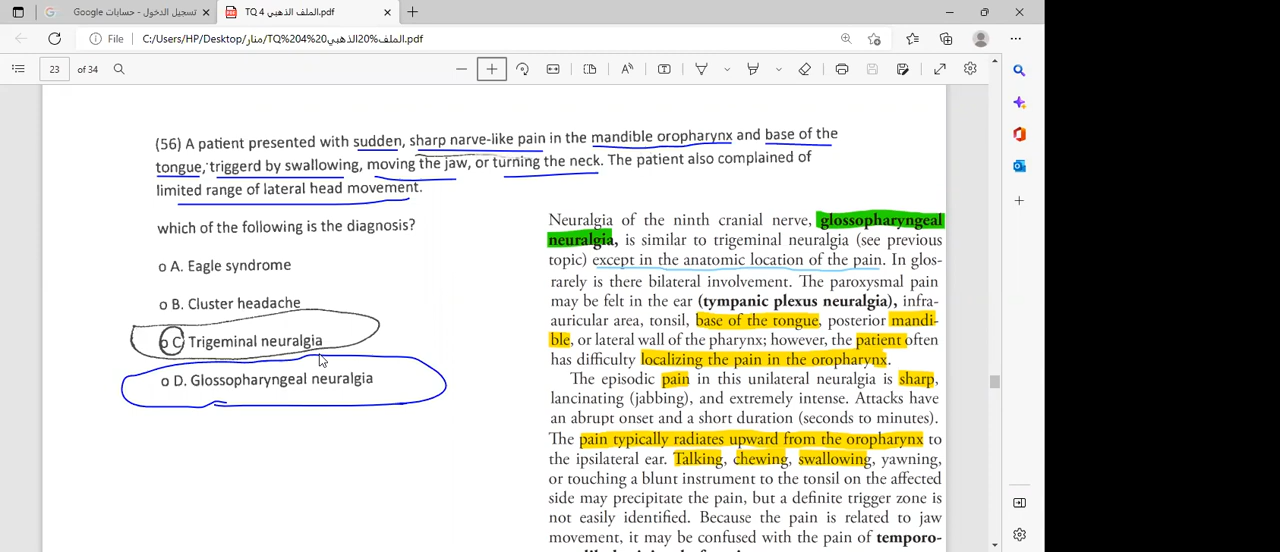 تسجيل الدخول - حسابات Google
TQ 4 الملف الذهبي.pdf
File
C:/Users/HP/Desktop/منار/TQ%204%20الملف%20الذهبي.pdf
23 of 34
(56) A patient presented with sudden, sharp narve-like pain in the mandible oropharynx and base of the
tongue, triggerd by swallowing, moving the jaw, or turning the neck. The patient also complained of
limited range of lateral head movement.
which of the following is the diagnosis?
o A. Eagle syndrome
o B. Cluster headache
o C. Trigeminal neuralgia
o D. Glossopharyngeal neuralgia
Neuralgia of the ninth cranial nerve, glossopharyngeal
neuralgia, is similar to trigeminal neuralgia (see previous
topic) except in the anatomic location of the pain. In glos-
rarely is there bilateral involvement. The paroxysmal pain
may be felt in the ear (tympanic plexus neuralgia), infra-
auricular area, tonsil, base of the tongue, posterior mandi-
ble, or lateral wall of the pharynx; however, the patient often
has difficulty localizing the pain in the oropharynx.
The episodic pain in this unilateral neuralgia is sharp,
lancinating (jabbing), and extremely intense. Attacks have
an abrupt onset and a short duration (seconds to minutes).
The pain typically radiates upward from the oropharynx to
the ipsilateral ear. Talking, chewing, swallowing, yawning,
or touching a blunt instrument to the tonsil on the affected
side may precipitate the pain, but a definite trigger zone is
not easily identified. Because the pain is related to jaw
movement, it may be confused with the pain of temporo-